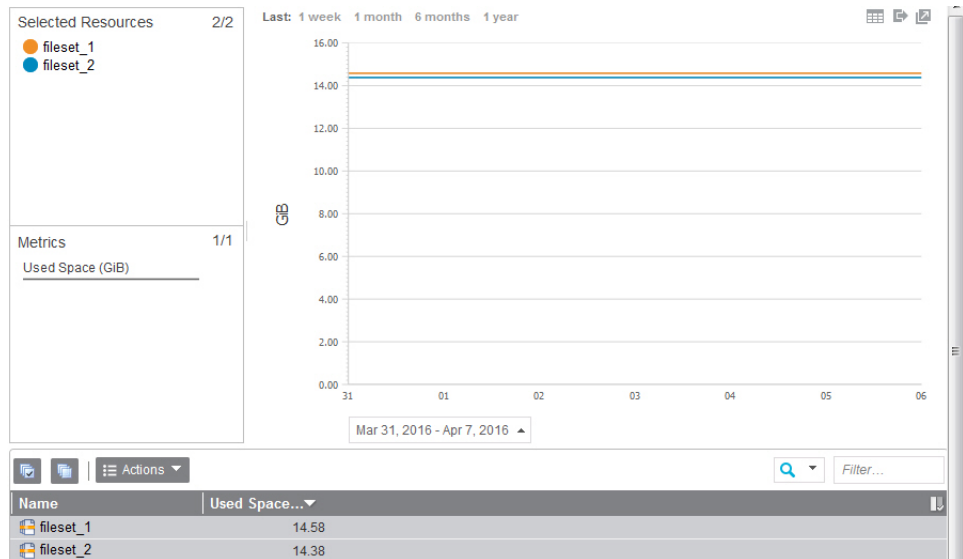 Selected Resources 2/2
fileset_1
fileset_2
Metrics 1/1
Used Space (GiB)
Last: 1 week 1 month 6 months 1 year
16.00
14.00
12.00
10.00
8.00
6.00
4.00
2.00
0.00
GiB
31 01 02 03 04 05 06
Mar 31, 2016 - Apr 7, 2016
Actions
Filter...
Name Used Space...
fileset_1 14.58
fileset_2 14.38